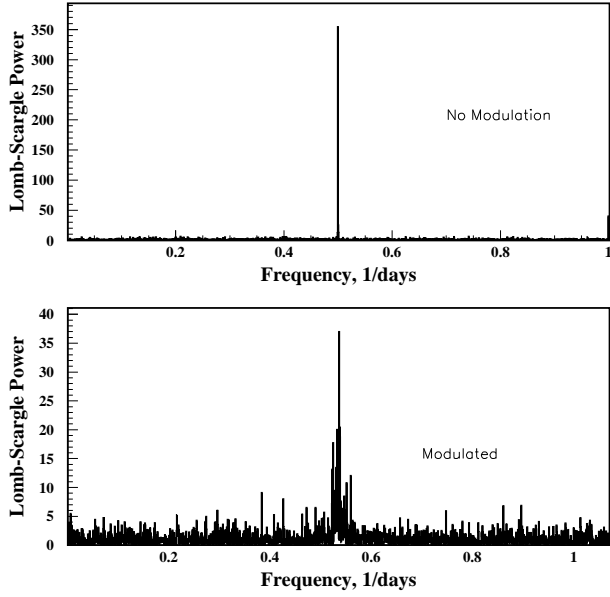 350
300
250
200
150
100
50
0
Lomb-Scargle Power
No Modulation
0.2 0.4 0.6 0.8 1
Frequency, 1/days
40
35
30
25
20
15
10
5
0
Lomb-Scargle Power
Modulated
0.2 0.4 0.6 0.8 1
Frequency, 1/days